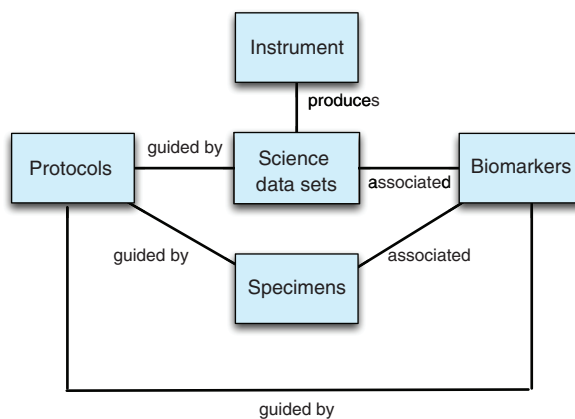 Instrument
produces
guided by
Protocols
Science
data sets
associated
Biomarkers
guided by
associated
Specimens
guided by